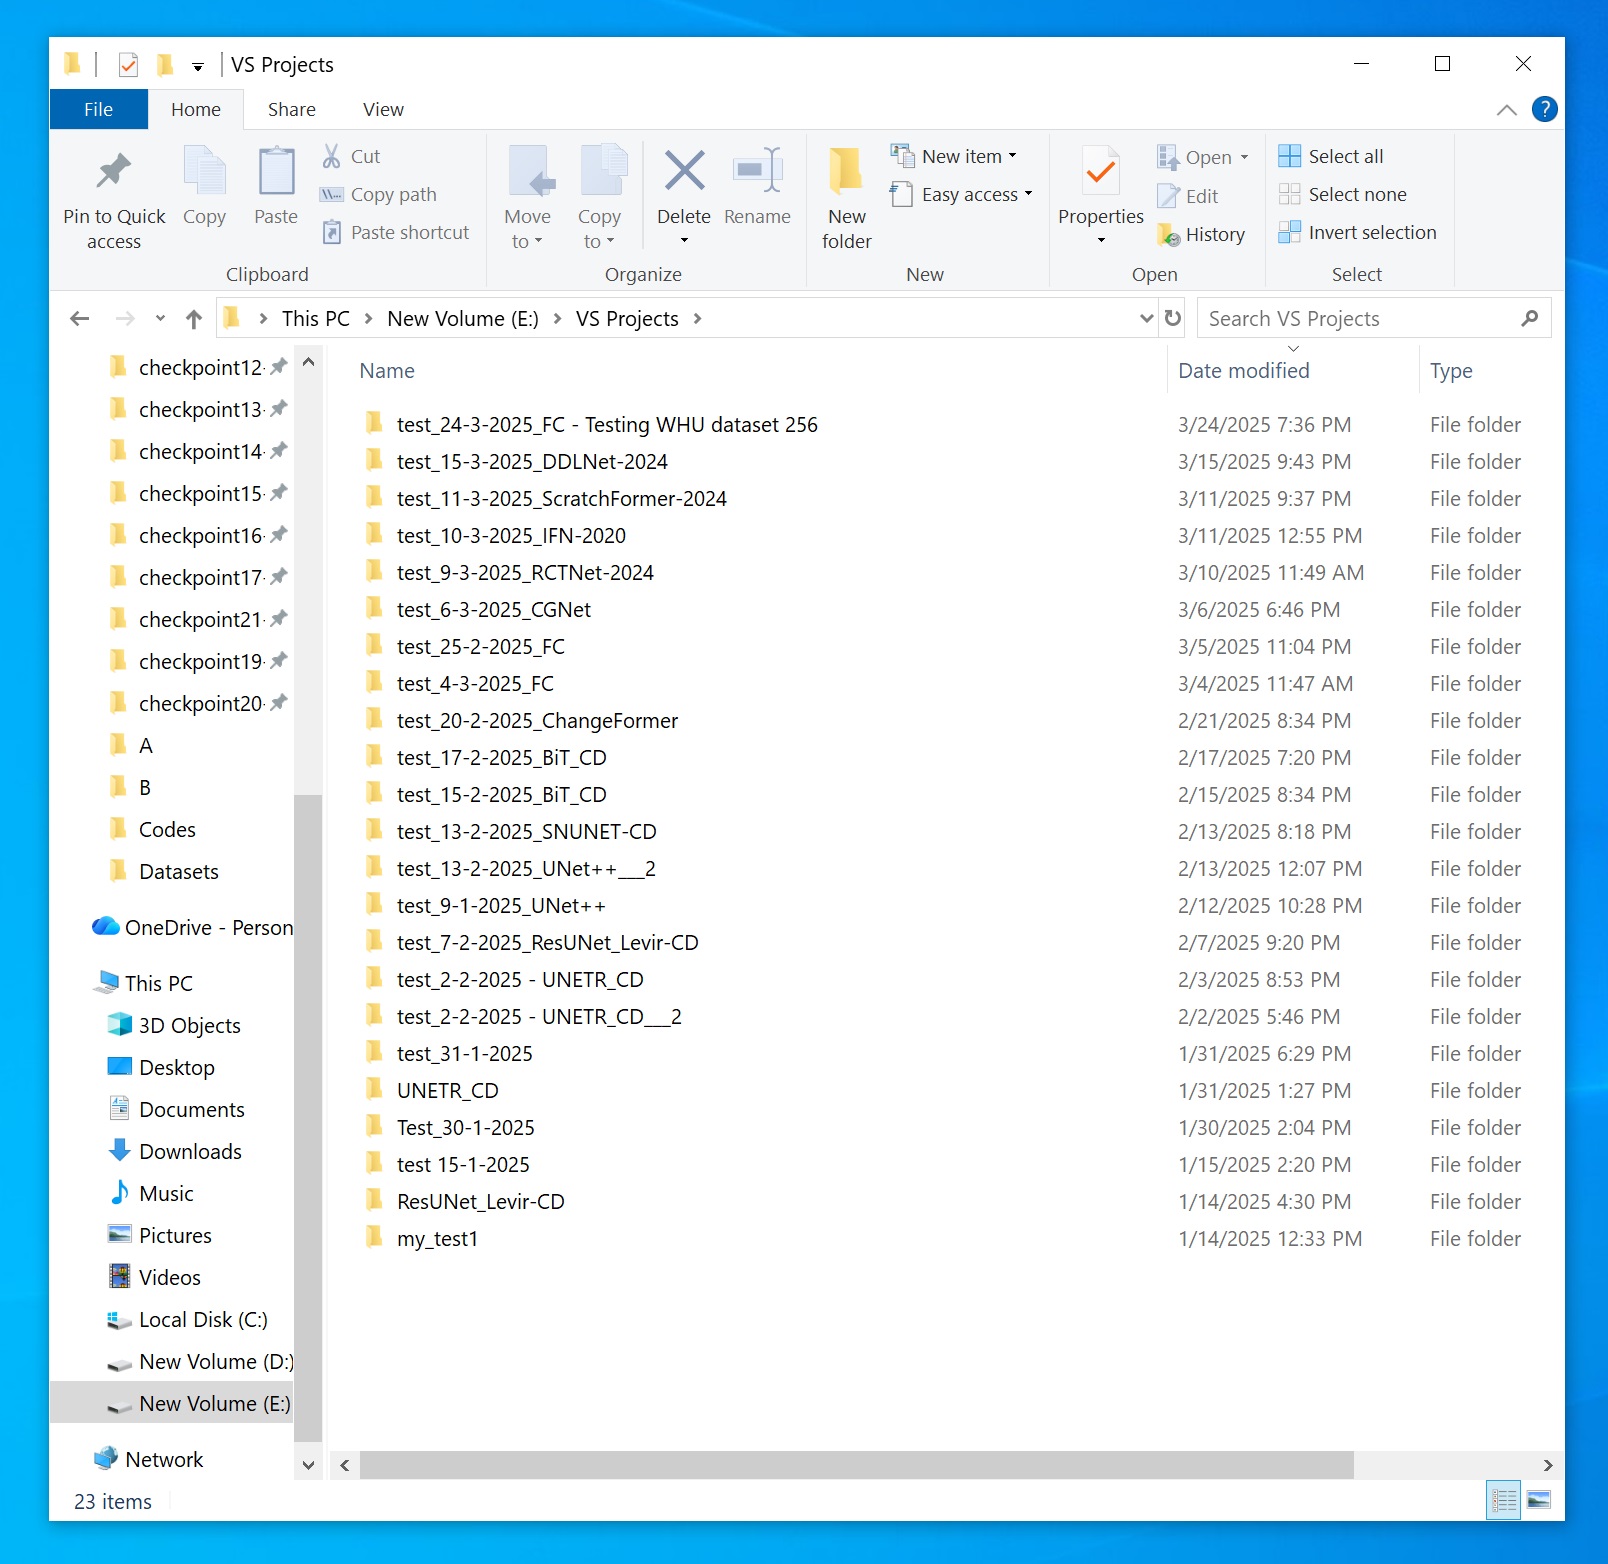 VS Projects
File Home Share View
Pin to Quick access
Copy
Paste
Cut
Copy path
Paste shortcut
Clipboard
Move to
Copy to
Delete
Rename
Organize
New folder
New item
Easy access
New
Properties
Open
Edit
History
Open
Select all
Select none
Invert selection
Select
This PC > New Volume (E:) > VS Projects >
Search VS Projects
checkpoint12-
checkpoint13-
checkpoint14-
checkpoint15-
checkpoint16-
checkpoint17-
checkpoint21-
checkpoint19-
checkpoint20-
A
B
Codes
Datasets
OneDrive - Person
This PC
3D Objects
Desktop
Documents
Downloads
Music
Pictures
Videos
Local Disk (C:)
New Volume (D:)
New Volume (E:)
Network
Name Date modified Type
test_24-3-2025_FC - Testing WHU dataset 256 3/24/2025 7:36 PM File folder
test_15-3-2025_DDLNet-2024 3/15/2025 9:43 PM File folder
test_11-3-2025_ScratchFormer-2024 3/11/2025 9:37 PM File folder
test_10-3-2025_IFN-2020 3/11/2025 12:55 PM File folder
test_9-3-2025_RCTNet-2024 3/10/2025 11:49 AM File folder
test_6-3-2025_CGNet 3/6/2025 6:46 PM File folder
test_25-2-2025_FC 3/5/2025 11:04 PM File folder
test_4-3-2025_FC 3/4/2025 11:47 AM File folder
test_20-2-2025_ChangeFormer 2/21/2025 8:34 PM File folder
test_17-2-2025_BiT_CD 2/17/2025 7:20 PM File folder
test_15-2-2025_BiT_CD 2/15/2025 8:34 PM File folder
test_13-2-2025_SNUNET-CD 2/13/2025 8:18 PM File folder
test_13-2-2025_UNet++___2 2/13/2025 12:07 PM File folder
test_9-1-2025_UNet++ 2/12/2025 10:28 PM File folder
test_7-2-2025_ResUNet_Levir-CD 2/7/2025 9:20 PM File folder
test_2-2-2025 - UNETR_CD 2/3/2025 8:53 PM File folder
test_2-2-2025 - UNETR_CD___2 2/2/2025 5:46 PM File folder
test_31-1-2025 1/31/2025 6:29 PM File folder
UNETR_CD 1/31/2025 1:27 PM File folder
Test_30-1-2025 1/30/2025 2:04 PM File folder
test 15-1-2025 1/15/2025 2:20 PM File folder
ResUNet_Levir-CD 1/14/2025 4:30 PM File folder
my_test1 1/14/2025 12:33 PM File folder
23 items